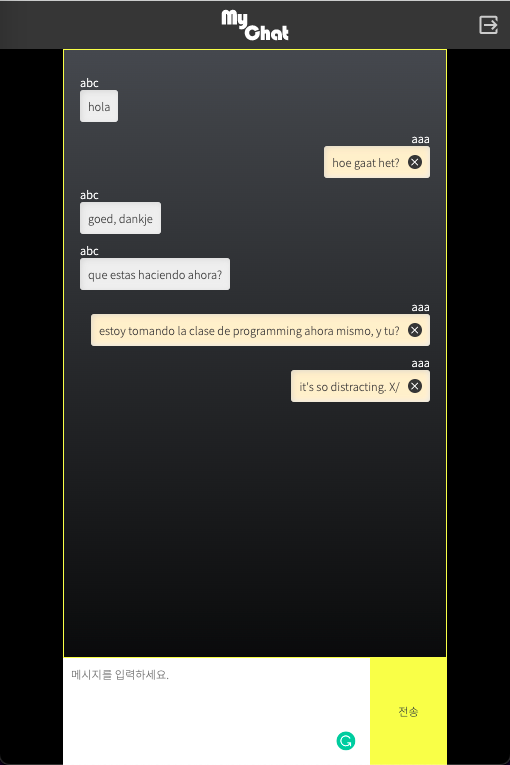 My
Chat
abc
hola
aaa
hoe gaat het?
abc
goed, dankje
abc
que estas haciendo ahora?
aaa
estoy tomando la clase de programming ahora mismo, y tu?
aaa
it's so distracting. X/
메시지를 입력하세요.
전송